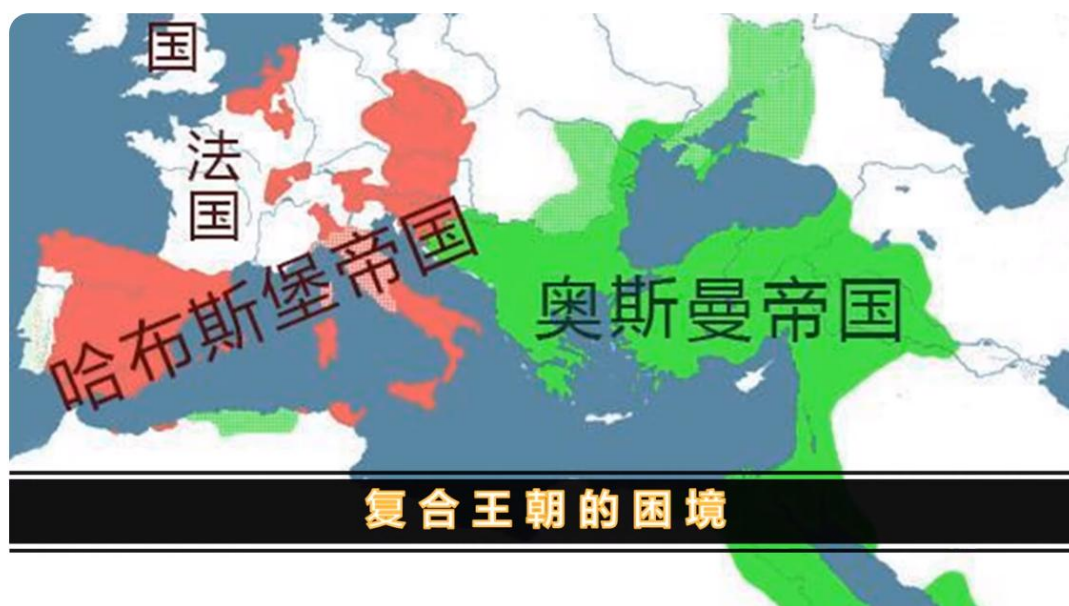 国
法
国
哈布斯堡帝国
奥斯曼帝国
复合王朝的困境